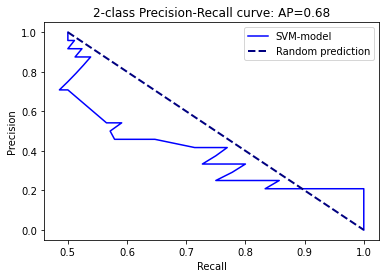 2-class Precision-Recall curve: AP=0.68
SVM-model
Random prediction
Precision
1.0
0.8
0.6
0.4
0.2
0.0
0.5
0.6
0.7
0.8
0.9
1.0
Recall